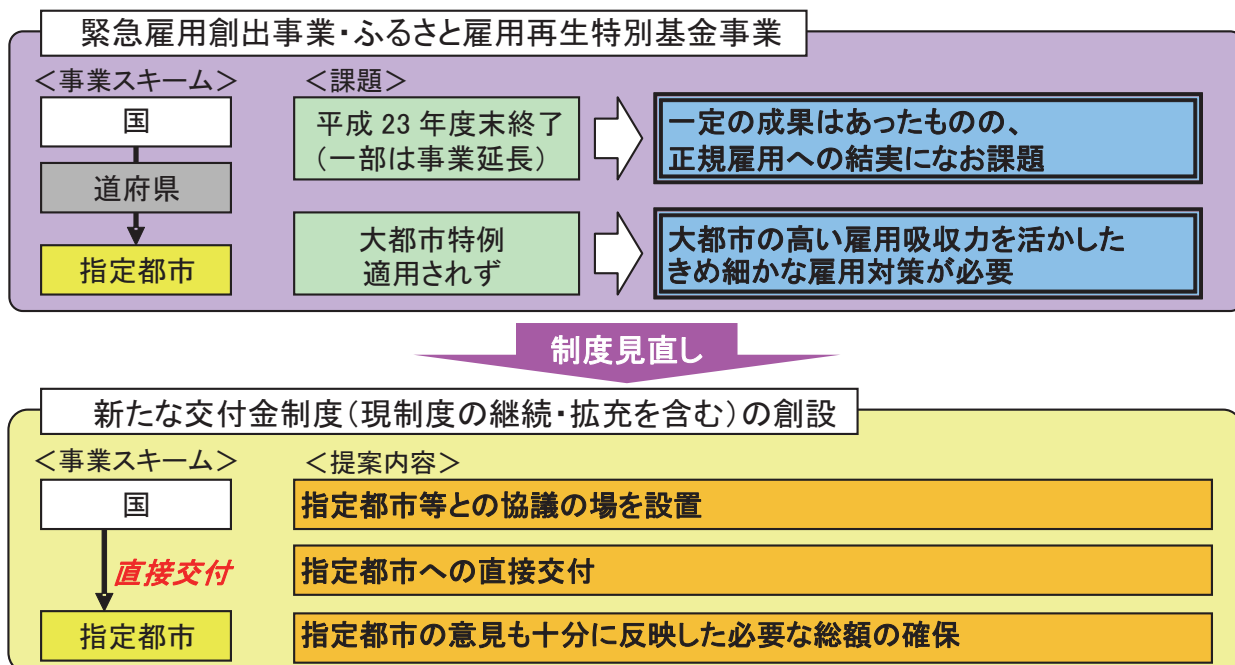 緊急雇用創出事業・ふるさと雇用再生特別基金事業
＜事業スキーム＞
国
道府県
指定都市
＜課題＞
平成 23 年度末終了
（一部は事業延長）
一定の成果はあったものの、
正規雇用への結実になお課題
大都市特例
適用されず
大都市の高い雇用吸収力を活かした
きめ細かな雇用対策が必要
制度見直し
新たな交付金制度（現制度の継続・拡充を含む）の創設
＜事業スキーム＞
国
直接交付
指定都市
＜提案内容＞
指定都市等との協議の場を設置
指定都市への直接交付
指定都市の意見も十分に反映した必要な総額の確保